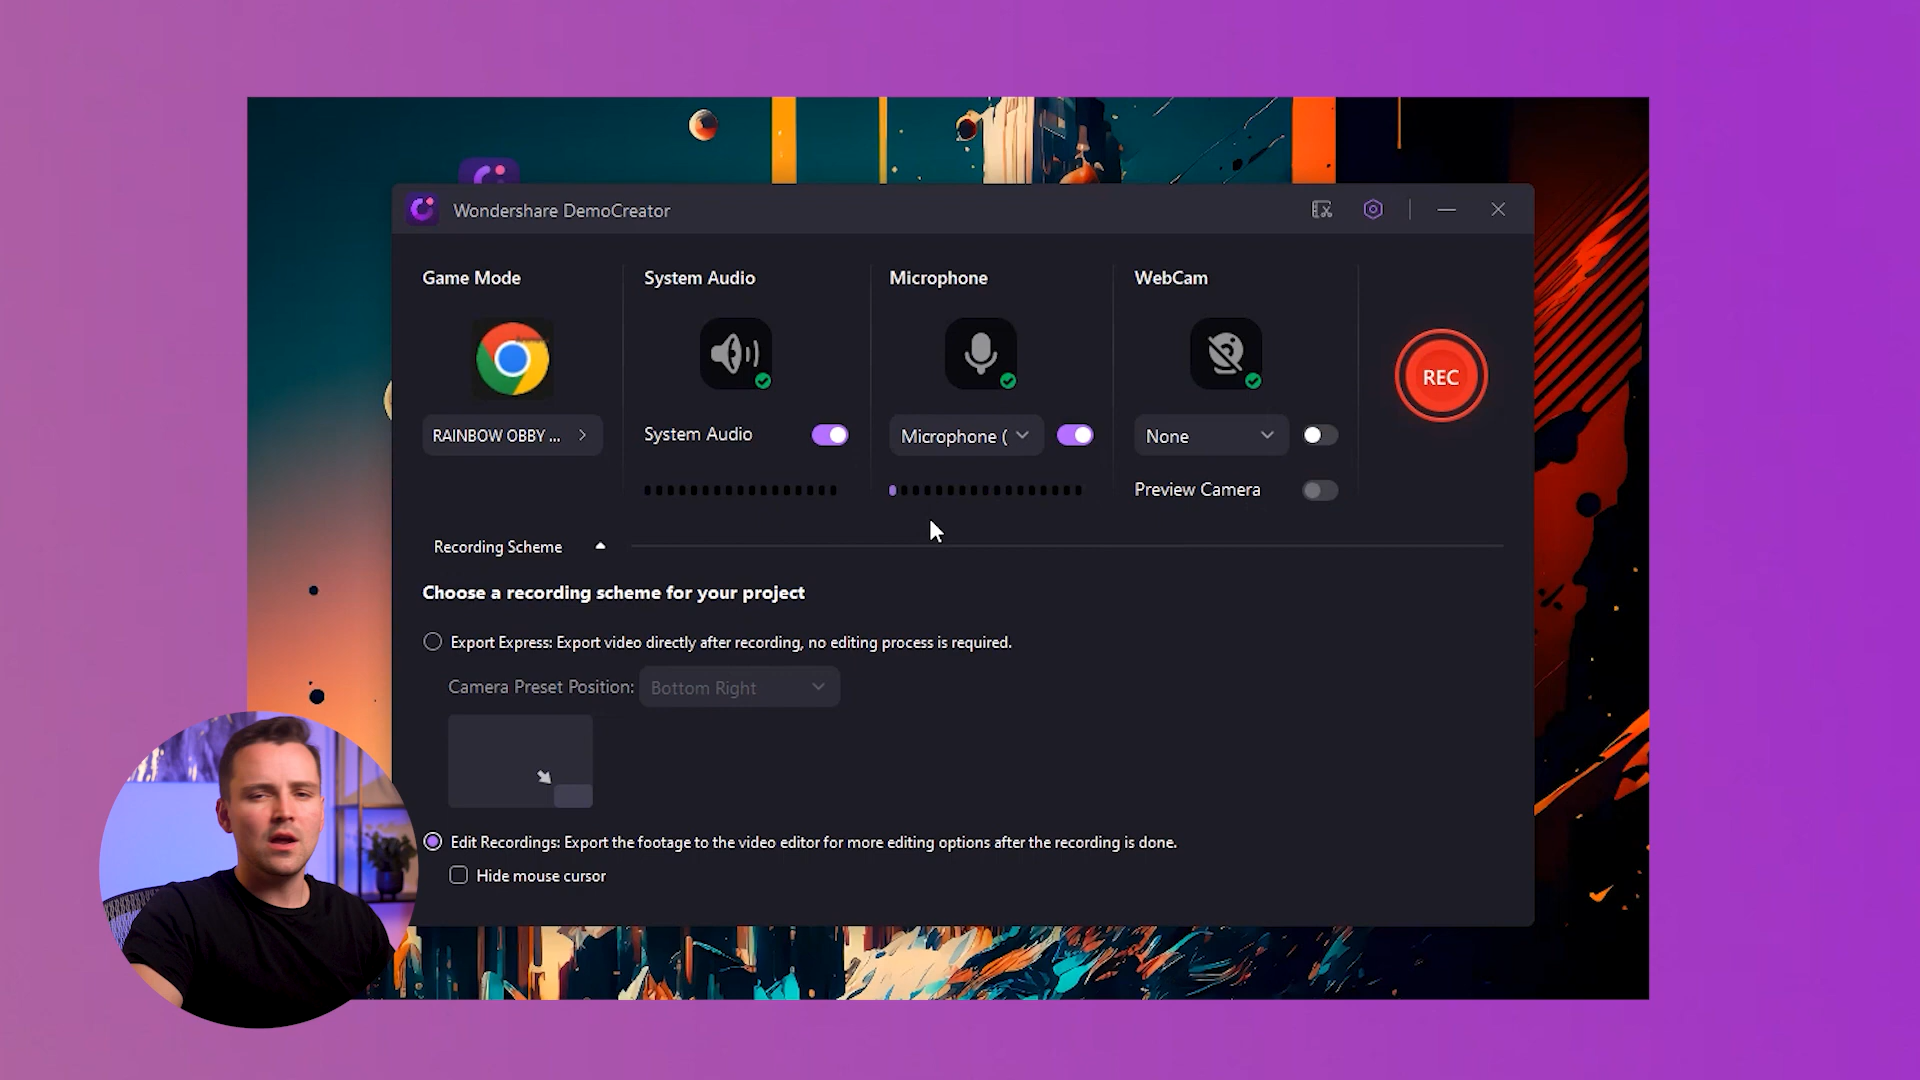 Wondershare DemoCreator
Game Mode
System Audio
Microphone
WebCam
RAINBOW OBBY ...
System Audio
Microphone (
None
REC
Preview Camera
Recording Scheme
Choose a recording scheme for your project
Export Express: Export video directly after recording, no editing process is required.
Camera Preset Position:
Bottom Right
Edit Recordings: Export the footage to the video editor for more editing options after the recording is done.
Hide mouse cursor